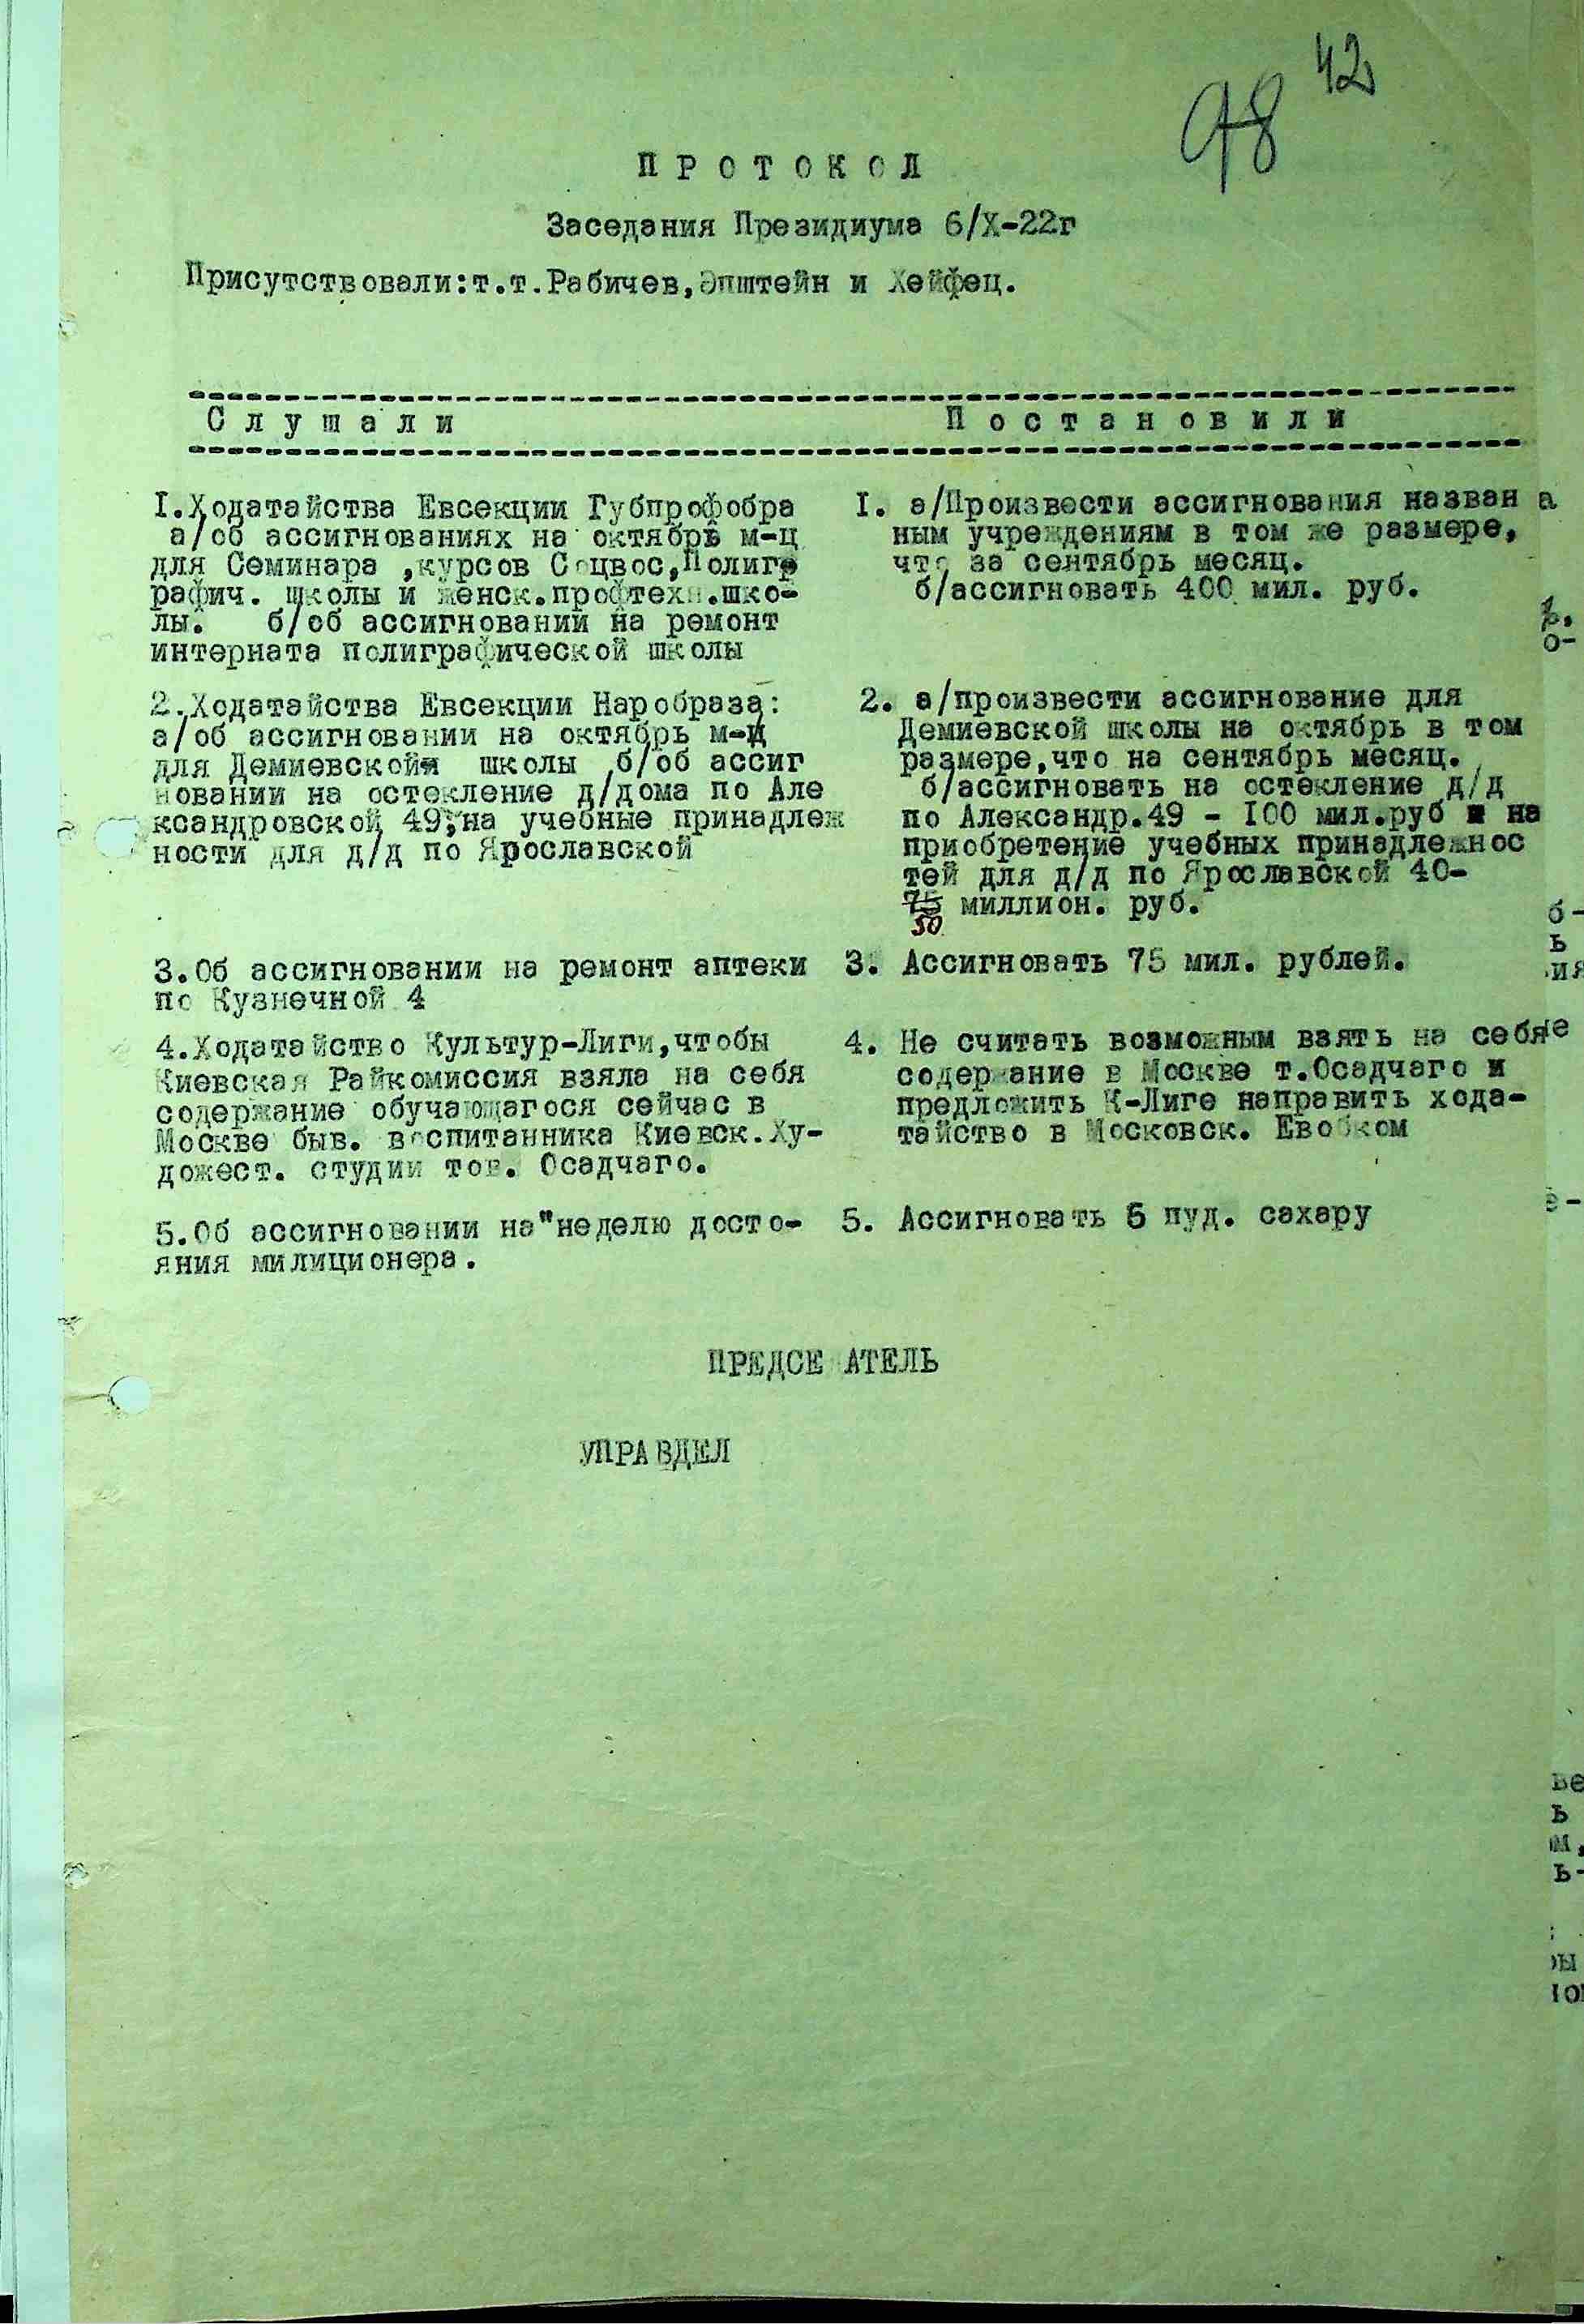 42
98
ПРОТОКОЛ
Заседания Президиума 6/X-22г
Присутствовали:т.т.Рабичев,Эпштейн и Хейфец.
Слушали
Постановили
I.Ходатайства Евсекции Губпрофобра
а/об ассигнованиях на октябрь м-ц
для Семинара ,курсов Соцвос,Полигр
рафич. школы и женск.профтехн.шко-
лы. б/об ассигновании на ремонт
интерната полиграфической школы
I. а/Произвести ассигнования назван
ным учреждениям в том же размере,
что за сентябрь месяц.
б/ассигновать 400 мил. руб.
2.Ходатайства Евсекции Наробраза:
а/об ассигновании на октябрь м-ц
для Демиевской школы б/об ассиг
новании на остекление д/дома по Але
ксандровской 49,на учебные принадлеж
ности для д/д по Ярославской
2. а/произвести ассигнование для
Демиевской школы на октябрь в том
размере,что на сентябрь месяц.
б/ассигновать на остекление д/д
по Александр.49 - I00 мил.руб и на
приобретение учебных принадлежнос
тей для д/д по Ярославской 40-
75 миллион. руб.
50
3.Об ассигновании на ремонт аптеки
по Кузнечной 4
3. Ассигновать 75 мил. рублей.
4.Ходатайство Культур-Лиги,чтобы
Киевская Райкомиссия взяла на себя
содержание обучающагося сейчас в
Москве быв. воспитанника Киевск.Ху-
дожест. студии тов. Осадчаго.
4. Не считать возможным взять на себя
содержание в Москве т.Осадчаго и
предложить К-Лиге направить хода-
тайство в Московск.
5.Об ассигновании на"неделю досто-
яния милиционера.
5. Ассигновать 5 пуд. сахару
ПРЕДСЕ АТЕЛЬ
УПРАВДЕЛ